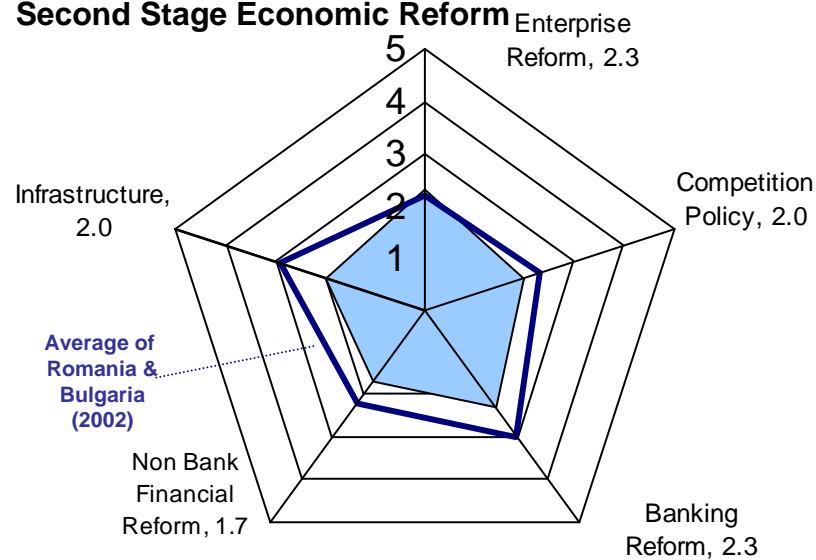 Second Stage Economic Reform
Enterprise
Reform, 2.3
5
4
3
2
1
Competition
Policy, 2.0
Infrastructure,
2.0
Average of
Romania &
Bulgaria
(2002)
Non Bank
Financial
Reform, 1.7
Banking
Reform, 2.3